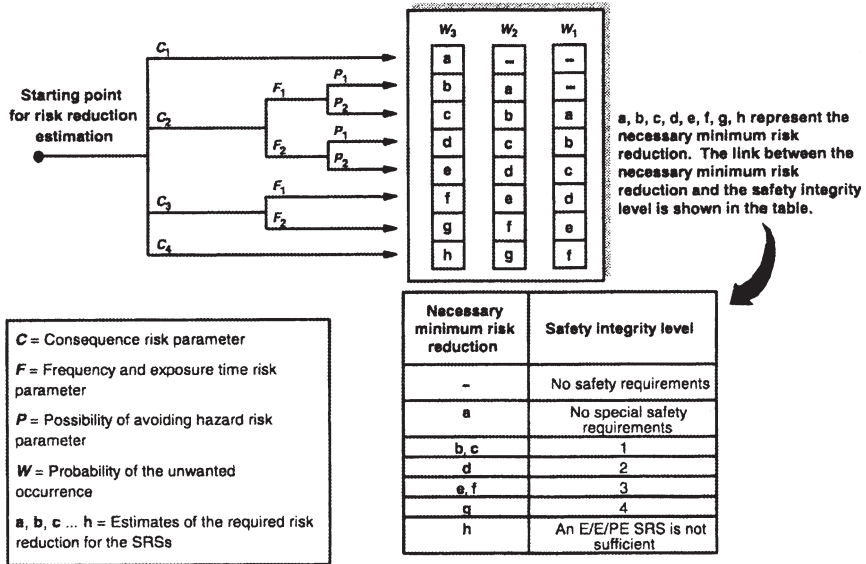 W3 W2 W1
C1 a – –
P1 b a –
F1
P2 c b a
Starting point
for risk reduction
estimation
C2
P1 d c b
F2
P2 e d c
F1 f e d
C3
F2 g f e
C4 h g f
a, b, c, d, e, f, g, h represent the
necessary minimum risk
reduction. The link between the
necessary minimum risk
reduction and the safety integrity
level is shown in the table.
C = Consequence risk parameter
F = Frequency and exposure time risk
parameter
P = Possibility of avoiding hazard risk
parameter
W = Probability of the unwanted
occurrence
a, b, c ... h = Estimates of the required risk
reduction for the SRSs
Necessary
minimum risk
reduction
Safety integrity level
– No safety requirements
a No special safety
requirements
b, c 1
d 2
e, f 3
g 4
h An E/E/PE SRS is not
sufficient